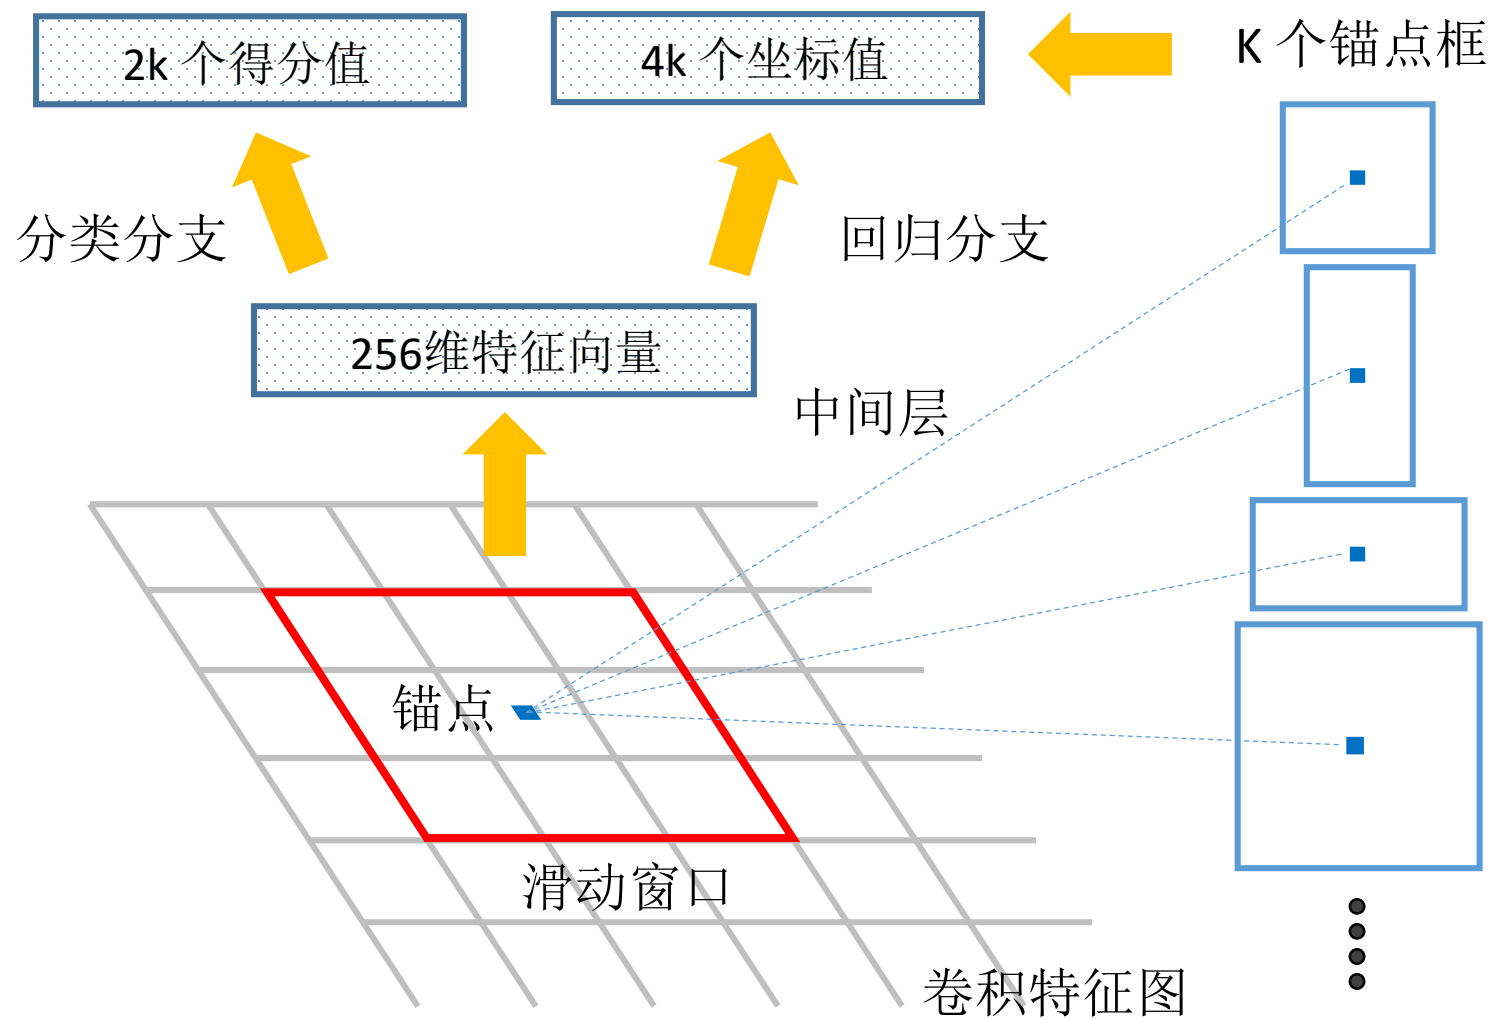 2k 个得分值
4k 个坐标值
K 个锚点框
分类分支
回归分支
256维特征向量
中间层
锚点
滑动窗口
卷积特征图